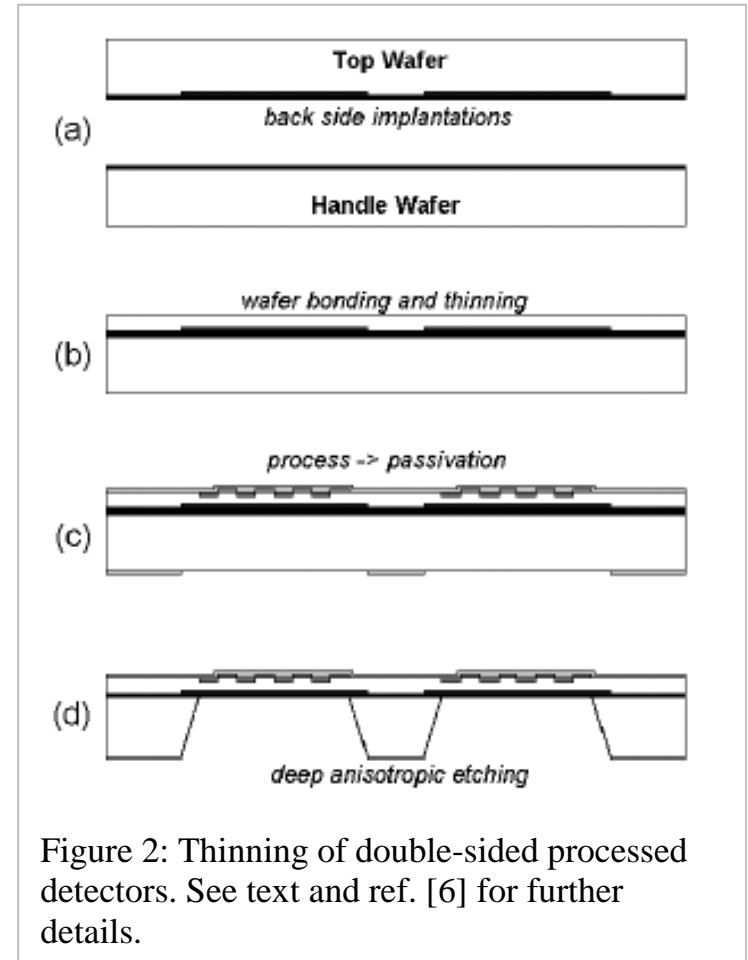 Top Wafer
back side implantations
(a)
Handle Wafer
wafer bonding and thinning
(b)
process -> passivation
(c)
(d)
deep anisotropic etching
Figure 2: Thinning of double-sided processed
detectors. See text and ref. [6] for further
details.